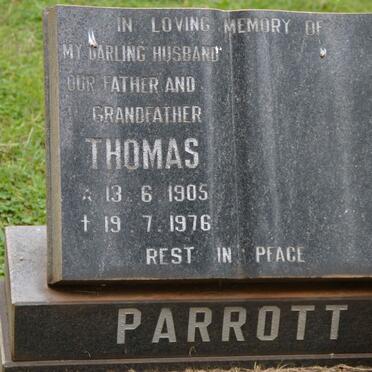 IN LOVING MEMORY OF
MY DARLING HUSBAND
OUR FATHER AND
GRANDFATHER
THOMAS
☆ 13 6 1905
† 19 7 1976
REST IN PEACE
PARROTT